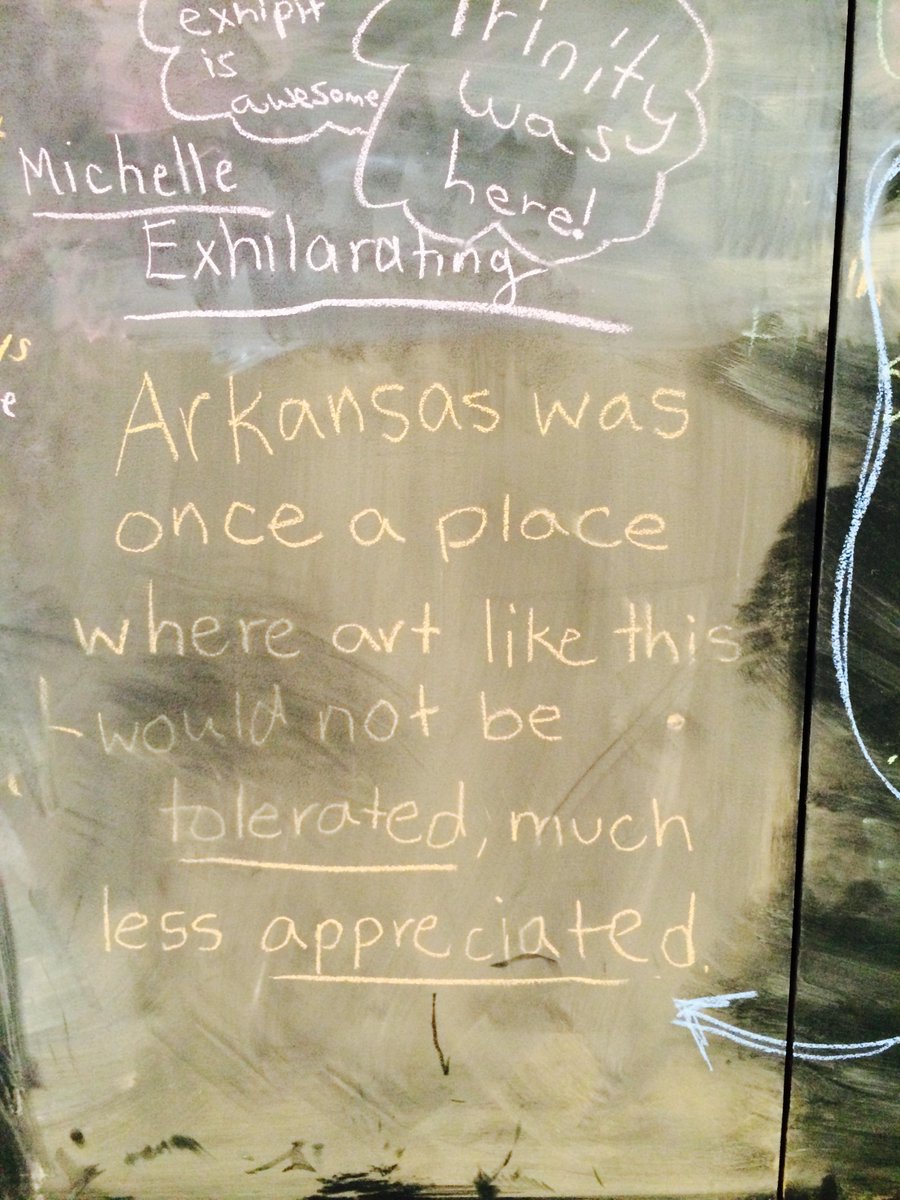 exhibit
is
awesome
Trinity
was
here!
Michelle
Exhilarating
Arkansas was
once a place
where art like this
would not be
tolerated, much
less appreciated.